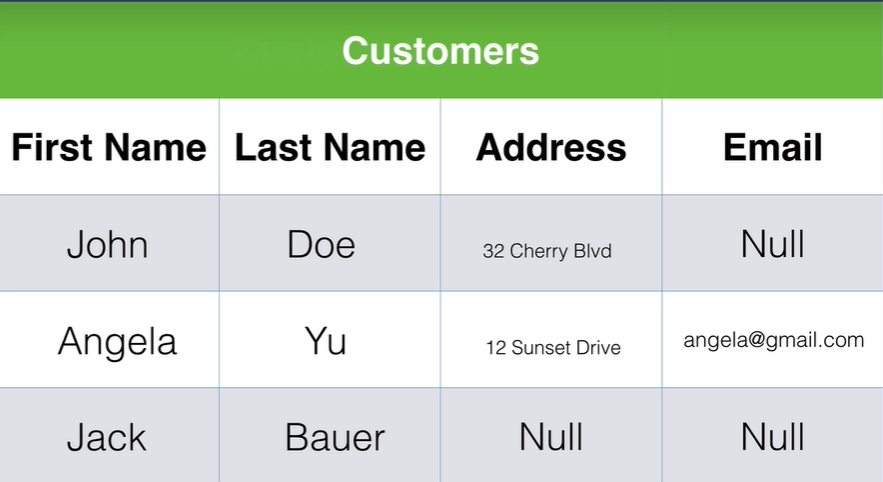 Customers
First Name Last Name Address Email
John Doe 32 Cherry Blvd Null
Angela Yu 12 Sunset Drive angela@gmail.com
Jack Bauer Null Null